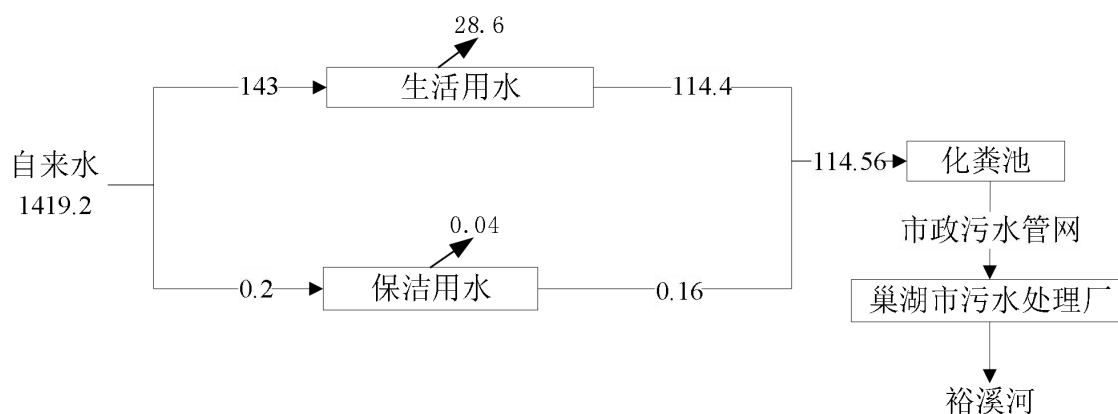 28.6
143
生活用水
114.4
自来水
1419.2
114.56
化粪池
市政污水管网
0.04
0.2
保洁用水
0.16
巢湖市污水处理厂
裕溪河